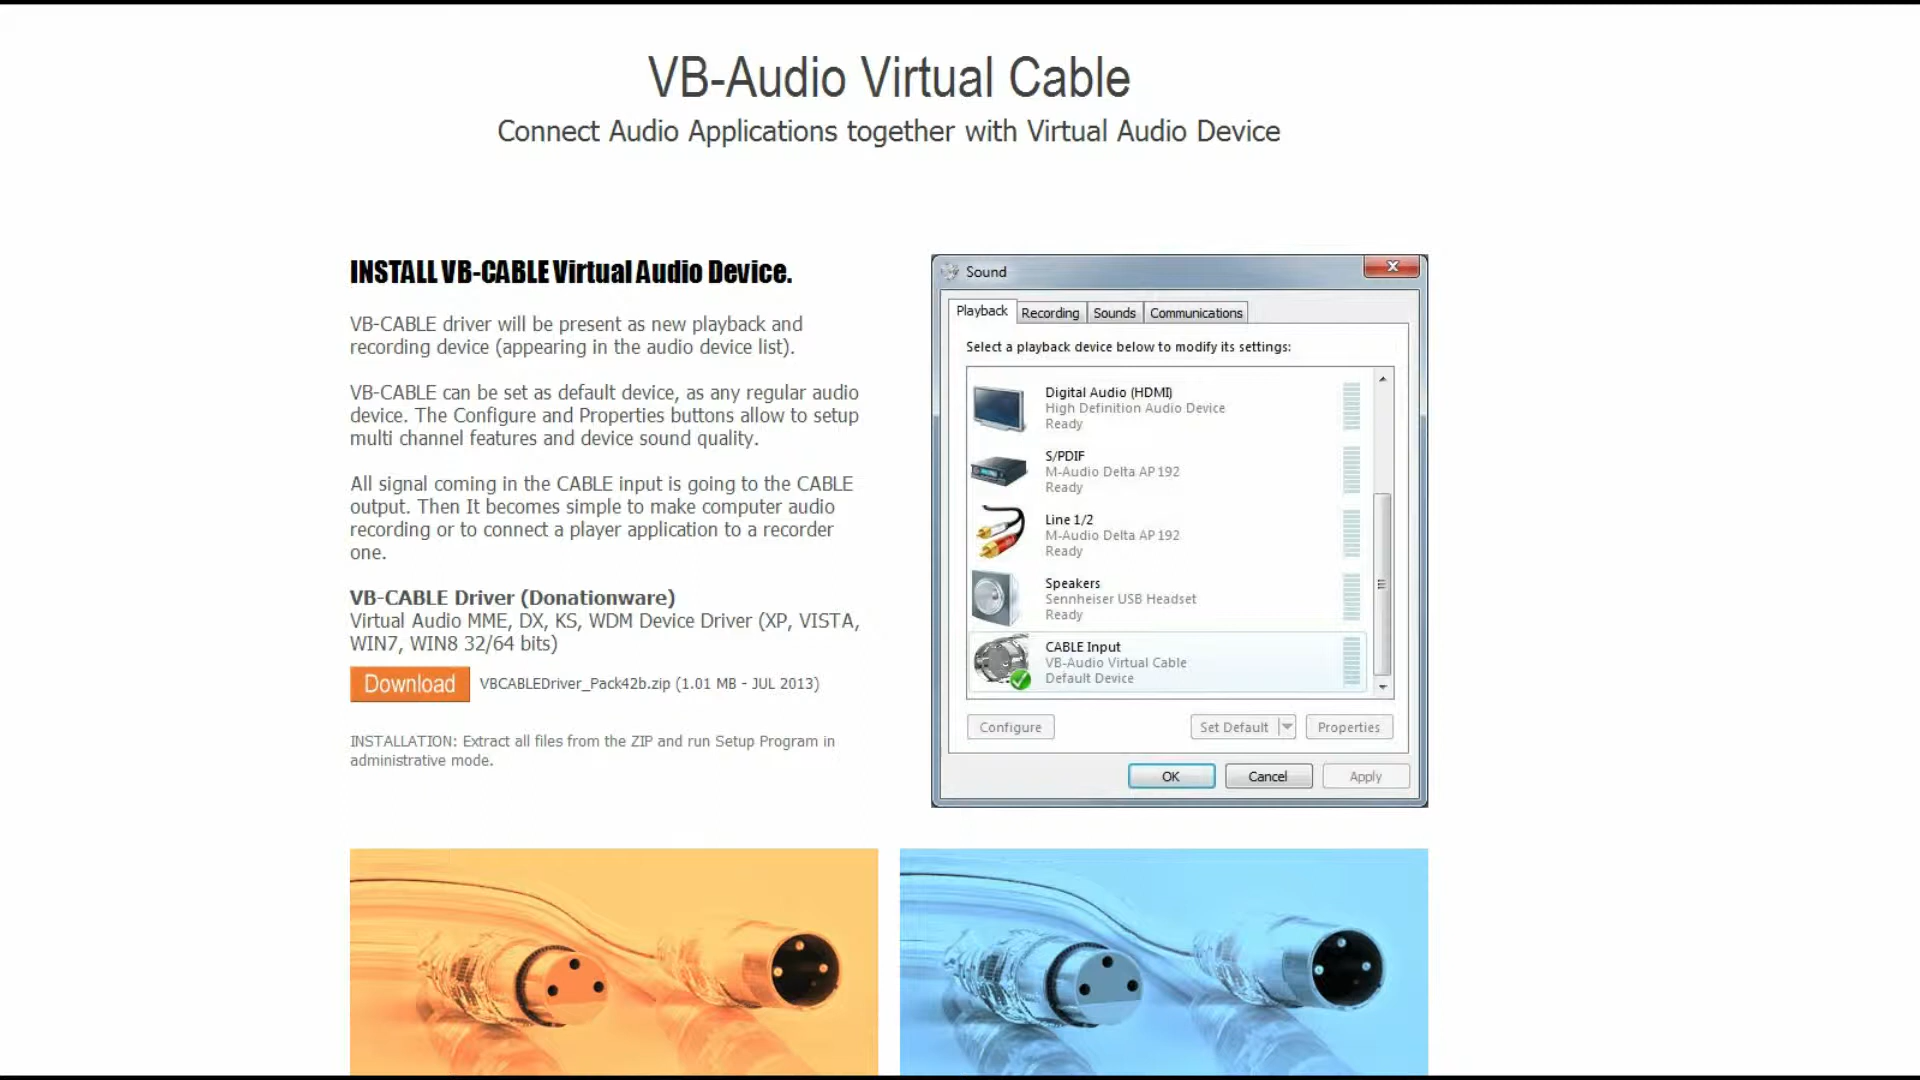 VB-Audio Virtual Cable
Connect Audio Applications together with Virtual Audio Device
INSTALL VB-CABLE Virtual Audio Device.
VB-CABLE driver will be present as new playback and
recording device (appearing in the audio device list).
VB-CABLE can be set as default device, as any regular audio
device. The Configure and Properties buttons allow to setup
multi channel features and device sound quality.
All signal coming in the CABLE input is going to the CABLE
output. Then It becomes simple to make computer audio
recording or to connect a player application to a recorder
one.
VB-CABLE Driver (Donationware)
Virtual Audio MME, DX, KS, WDM Device Driver (XP, VISTA,
WIN7, WIN8 32/64 bits)
Download VBCABLEDriver_Pack42b.zip (1.01 MB - JUL 2013)
INSTALLATION: Extract all files from the ZIP and run Setup Program in
administrative mode.
Sound
Playback Recording Sounds Communications
Select a playback device below to modify its settings:
Digital Audio (HDMI)
High Definition Audio Device
Ready
S/PDIF
M-Audio Delta AP 192
Ready
Line 1/2
M-Audio Delta AP 192
Ready
Speakers
Sennheiser USB Headset
Ready
CABLE Input
VB-Audio Virtual Cable
Default Device
Configure Set Default Properties
OK Cancel Apply